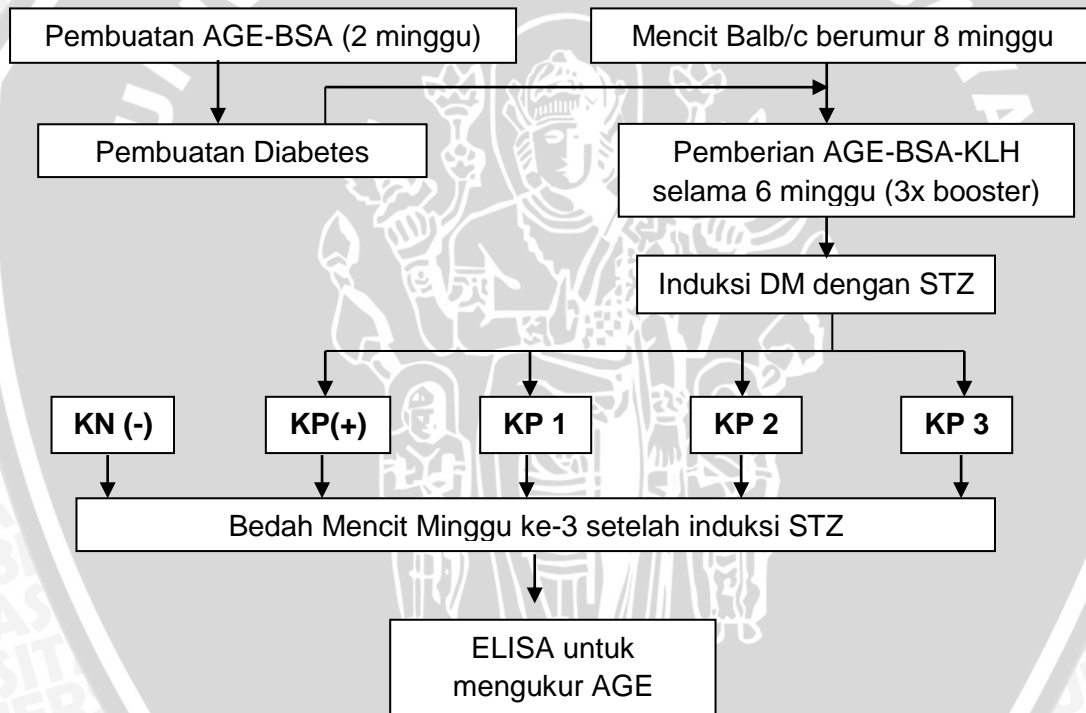 Pembuatan AGE-BSA (2 minggu)
Mencit Balb/c berumur 8 minggu
Pembuatan Diabetes
Pemberian AGE-BSA-KLH
selama 6 minggu (3x booster)
Induksi DM dengan STZ
KN (-)
KP(+)
KP 1
KP 2
KP 3
Bedah Mencit Minggu ke-3 setelah induksi STZ
ELISA untuk
mengukur AGE